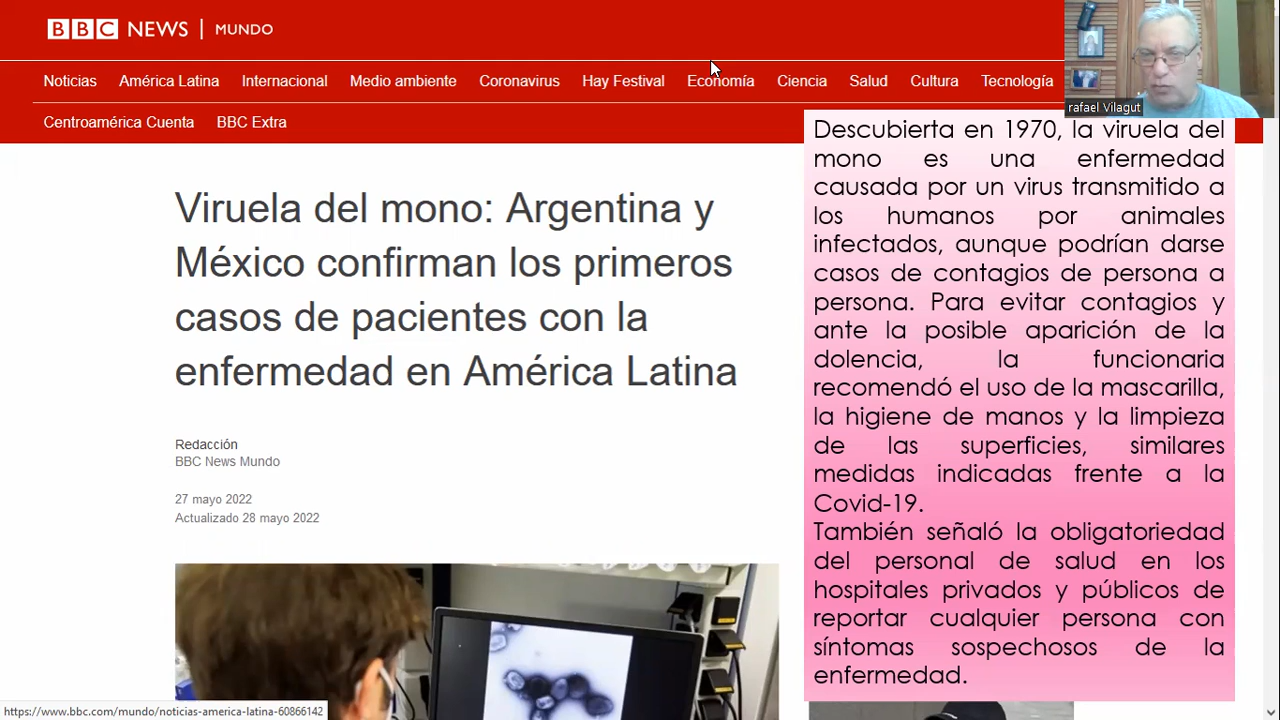 BBC NEWS | MUNDO
Noticias América Latina Internacional Medio ambiente Coronavirus Hay Festival Economía Ciencia Salud Cultura Tecnología
Centroamérica Cuenta BBC Extra
rafael Vilagut
Viruela del mono: Argentina y
México confirman los primeros
casos de pacientes con la
enfermedad en América Latina
Redacción
BBC News Mundo
27 mayo 2022
Actualizado 28 mayo 2022
Descubierta en 1970, la viruela del
mono es una enfermedad
causada por un virus transmitido a
los humanos por animales
infectados, aunque podrían darse
casos de contagios de persona a
persona. Para evitar contagios y
ante la posible aparición de la
dolencia, la funcionaria
recomendó el uso de la mascarilla,
la higiene de manos y la limpieza
de las superficies, similares
medidas indicadas frente a la
Covid-19.
También señaló la obligatoriedad
del personal de salud en los
hospitales privados y públicos de
reportar cualquier persona con
síntomas sospechosos de la
enfermedad.
https://www.bbc.com/mundo/noticias-america-latina-60866142